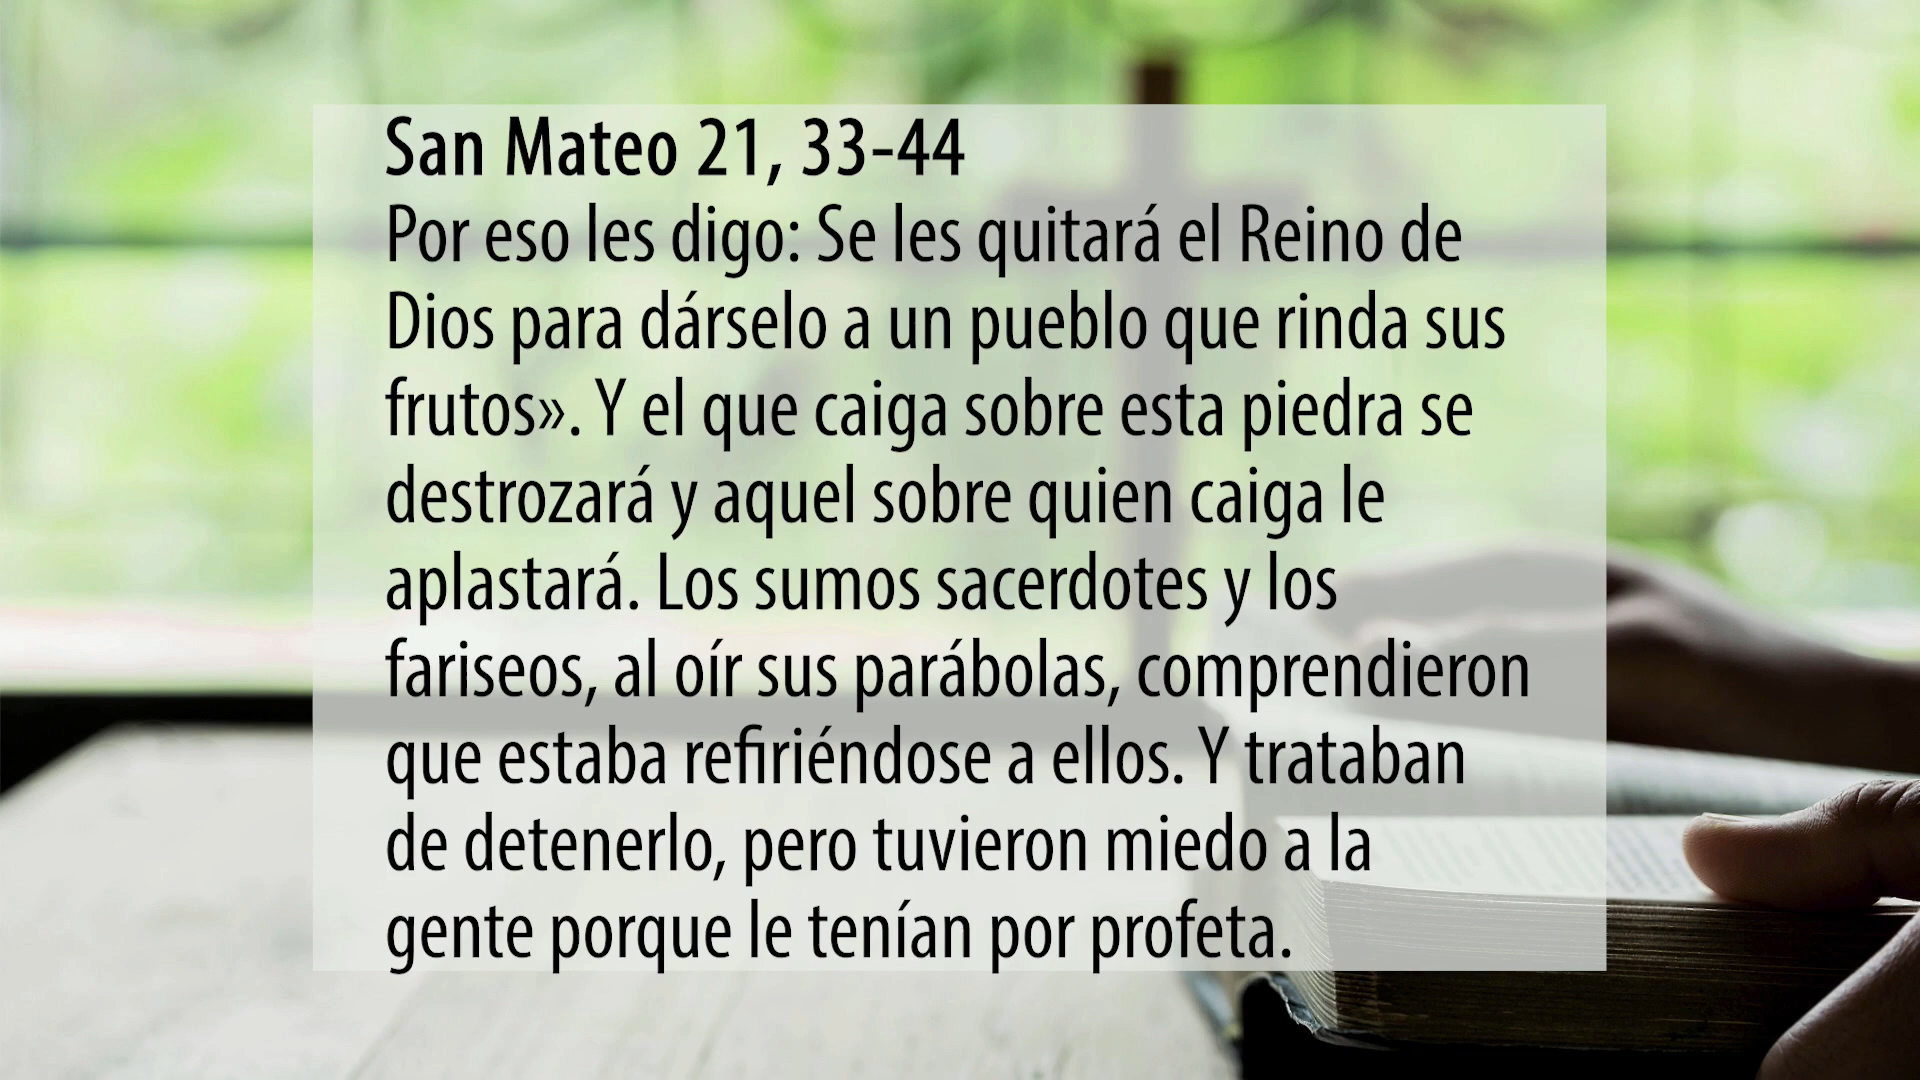 San Mateo 21, 33-44
Por eso les digo: Se les quitará el Reino de
Dios para dárselo a un pueblo que rinda sus
frutos». Y el que caiga sobre esta piedra se
destrozará y aquel sobre quien caiga le
aplastará. Los sumos sacerdotes y los
fariseos, al oír sus parábolas, comprendieron
que estaba refiriéndose a ellos. Y trataban
de detenerlo, pero tuvieron miedo a la
gente porque le tenían por profeta.